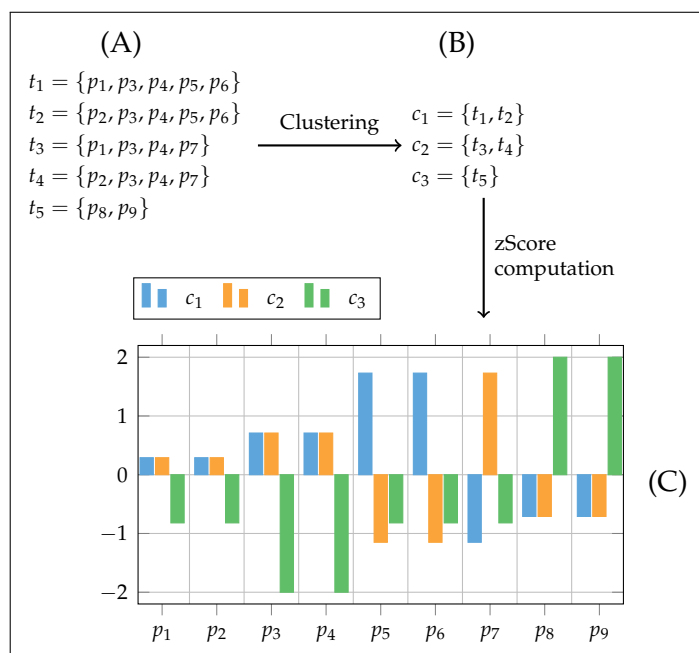 (A)
(B)
t₁ = {p₁, p₃, p₄, p₅, p₆}
t₂ = {p₂, p₃, p₄, p₅, p₆}
t₃ = {p₁, p₃, p₄, p₇}
t₄ = {p₂, p₃, p₄, p₇}
t₅ = {p₈, p₉}
Clustering
c₁ = {t₁, t₂}
c₂ = {t₃, t₄}
c₃ = {t₅}
zScore
computation
c₁ c₂ c₃
2
1
0
−1
−2
(C)
p₁ p₂ p₃ p₄ p₅ p₆ p₇ p₈ p₉